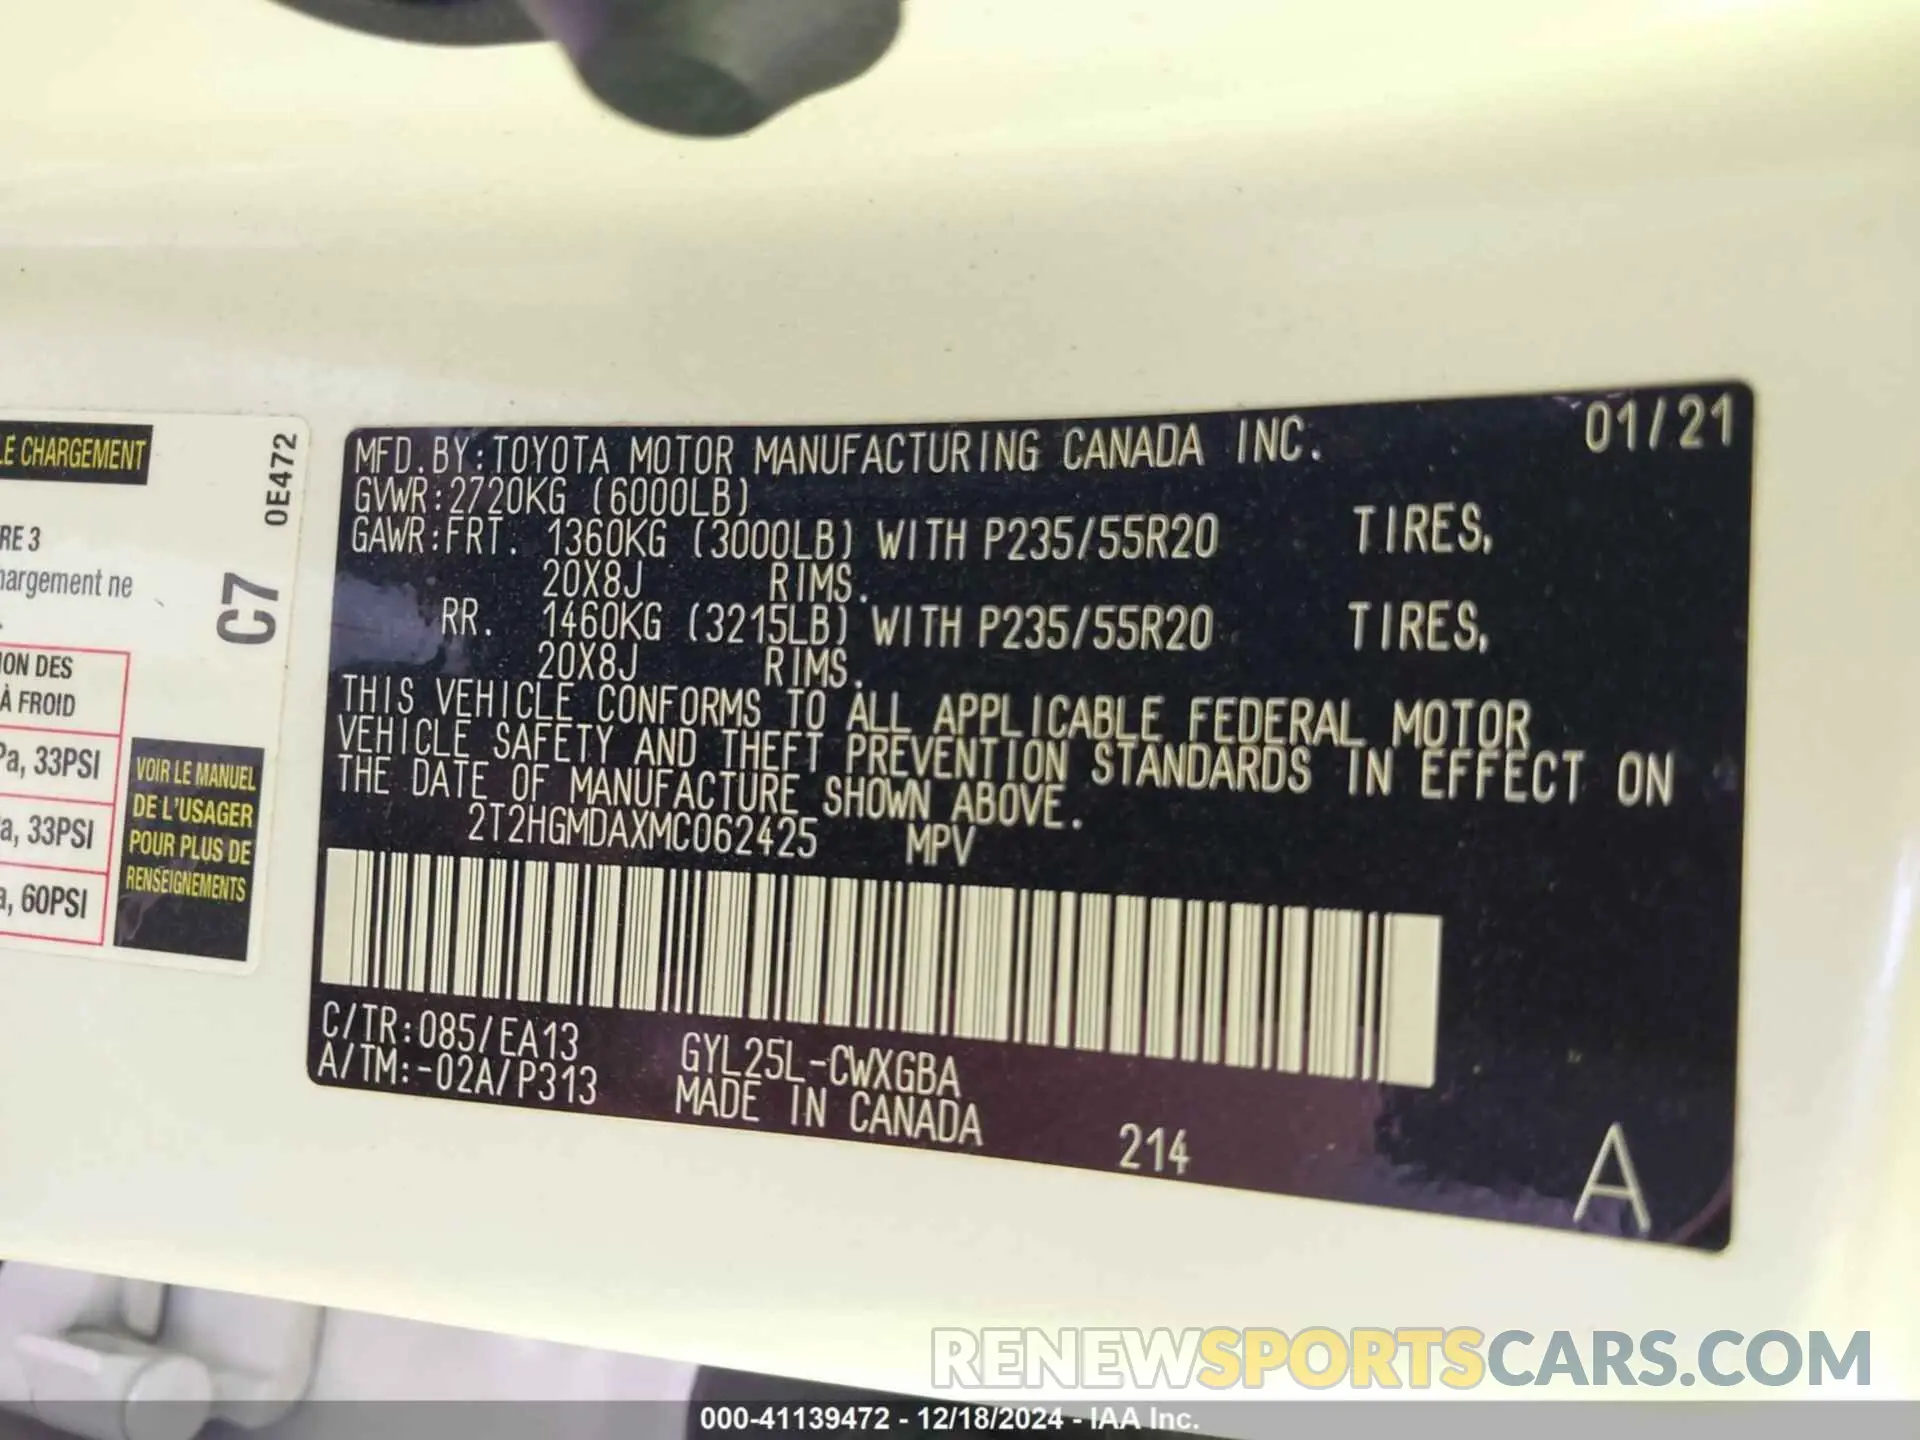 LE CHARGEMENT
0E472
RE 3
hargement ne
C7
ION DES
À FROID
Pa, 33PSI
a, 33PSI
a, 60PSI
VOIR LE MANUEL
DE L'USAGER
POUR PLUS DE
RENSEIGNEMENTS
MFD.BY:TOYOTA MOTOR MANUFACTURING CANADA INC. 01/21
GVWR:2720KG (6000LB)
GAWR:FRT. 1360KG (3000LB) WITH P235/55R20 TIRES,
20X8J RIMS.
RR. 1460KG (3215LB) WITH P235/55R20 TIRES,
20X8J RIMS.
THIS VEHICLE CONFORMS TO ALL APPLICABLE FEDERAL MOTOR
VEHICLE SAFETY AND THEFT PREVENTION STANDARDS IN EFFECT ON
THE DATE OF MANUFACTURE SHOWN ABOVE.
2T2HGMDAXMC062425 MPV
C/TR:085/EA13 GYL25L-CWXGBA
A/TM:-02A/P313 MADE IN CANADA
214
A
RENEWSPORTSCARS.COM
000-41139472 - 12/18/2024 - IAA Inc.